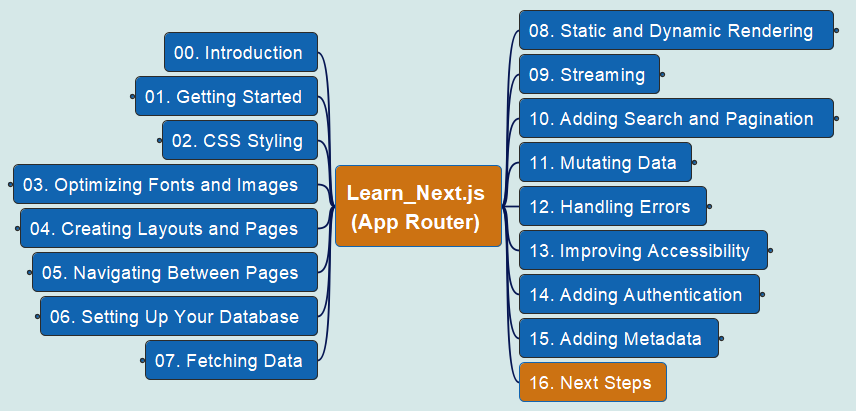 Learn_Next.js
(App Router)
00. Introduction
01. Getting Started
02. CSS Styling
03. Optimizing Fonts and Images
04. Creating Layouts and Pages
05. Navigating Between Pages
06. Setting Up Your Database
07. Fetching Data
08. Static and Dynamic Rendering
09. Streaming
10. Adding Search and Pagination
11. Mutating Data
12. Handling Errors
13. Improving Accessibility
14. Adding Authentication
15. Adding Metadata
16. Next Steps